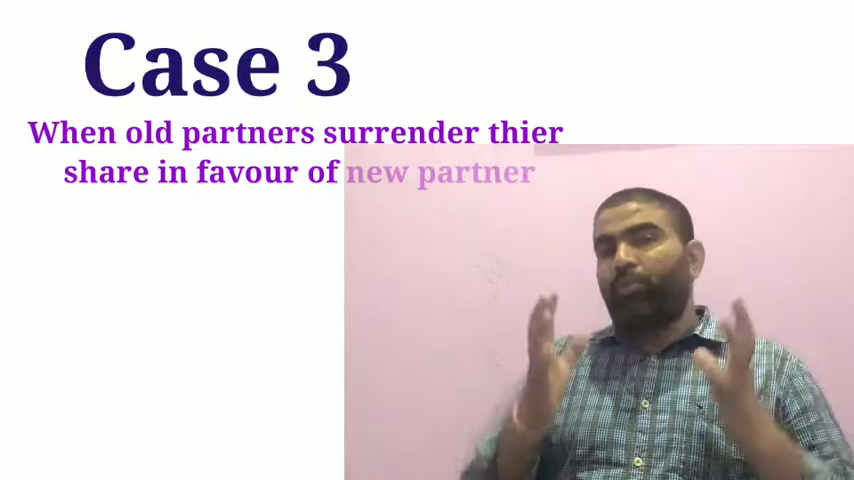 Case 3
When old partners surrender thier
share in favour of new partner